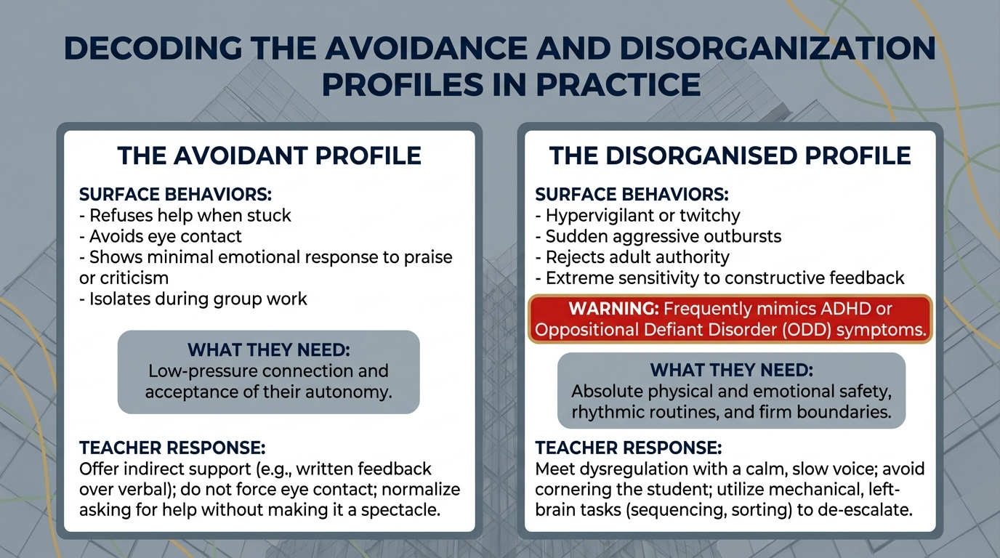 DECODING THE AVOIDANCE AND DISORGANIZATION
PROFILES IN PRACTICE
THE AVOIDANT PROFILE
SURFACE BEHAVIORS:
- Refuses help when stuck
- Avoids eye contact
- Shows minimal emotional response to praise
or criticism
- Isolates during group work
WHAT THEY NEED:
Low-pressure connection and
acceptance of their autonomy.
TEACHER RESPONSE:
Offer indirect support (e.g., written feedback
over verbal); do not force eye contact; normalize
asking for help without making it a spectacle.
THE DISORGANISED PROFILE
SURFACE BEHAVIORS:
- Hypervigilant or twitchy
- Sudden aggressive outbursts
- Rejects adult authority
- Extreme sensitivity to constructive feedback
WARNING: Frequently mimics ADHD or
Oppositional Defiant Disorder (ODD) symptoms.
WHAT THEY NEED:
Absolute physical and emotional safety,
rhythmic routines, and firm boundaries.
TEACHER RESPONSE:
Meet dysregulation with a calm, slow voice; avoid
cornering the student; utilize mechanical, left-
brain tasks (sequencing, sorting) to de-escalate.